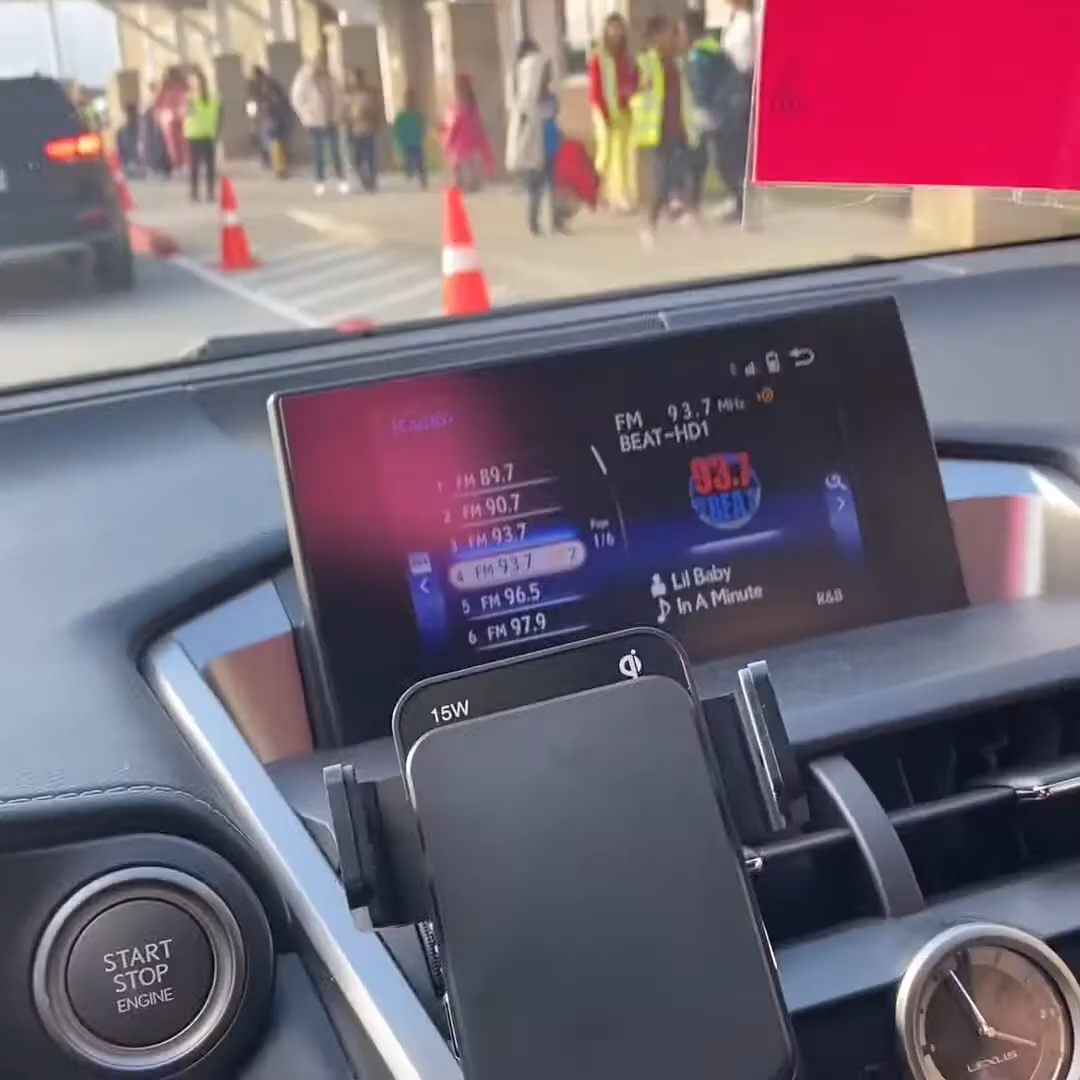 Radio
FM 93.7 MHz
BEAT-HD1
1 FM 89.7
2 FM 90.7
3 FM 93.7
4 FM 93.7
5 FM 96.5
6 FM 97.9
Page
1/6
93.7
BEAT
Lil Baby
In A Minute
R&B
15W
qi
START
STOP
ENGINE
LEXUS